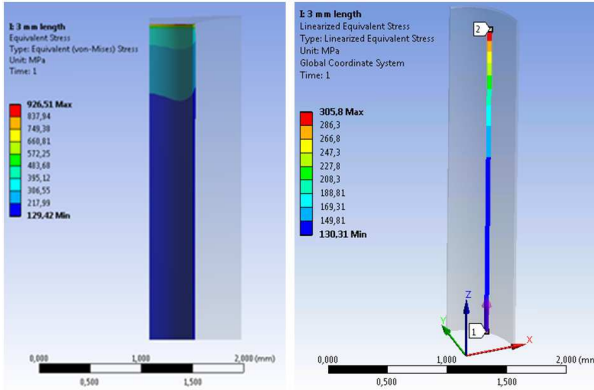 I: 3 mm length
Equivalent Stress
Type: Equivalent (von-Mises) Stress
Unit: MPa
Time: 1
926,51 Max
837,94
749,38
660,81
572,25
483,68
395,12
306,55
217,99
129,42 Min
0,000
1,000
2,000 (mm)
0,500
1,500
I: 3 mm length
Linearized Equivalent Stress
Type: Linearized Equivalent Stress
Unit: MPa
Global Coordinate System
Time: 1
305,8 Max
286,3
266,8
247,3
227,8
208,3
188,81
169,31
149,81
130,31 Min
2
Z
Y
1
X
0,000
1,000
2,000 (mm)
0,500
1,500